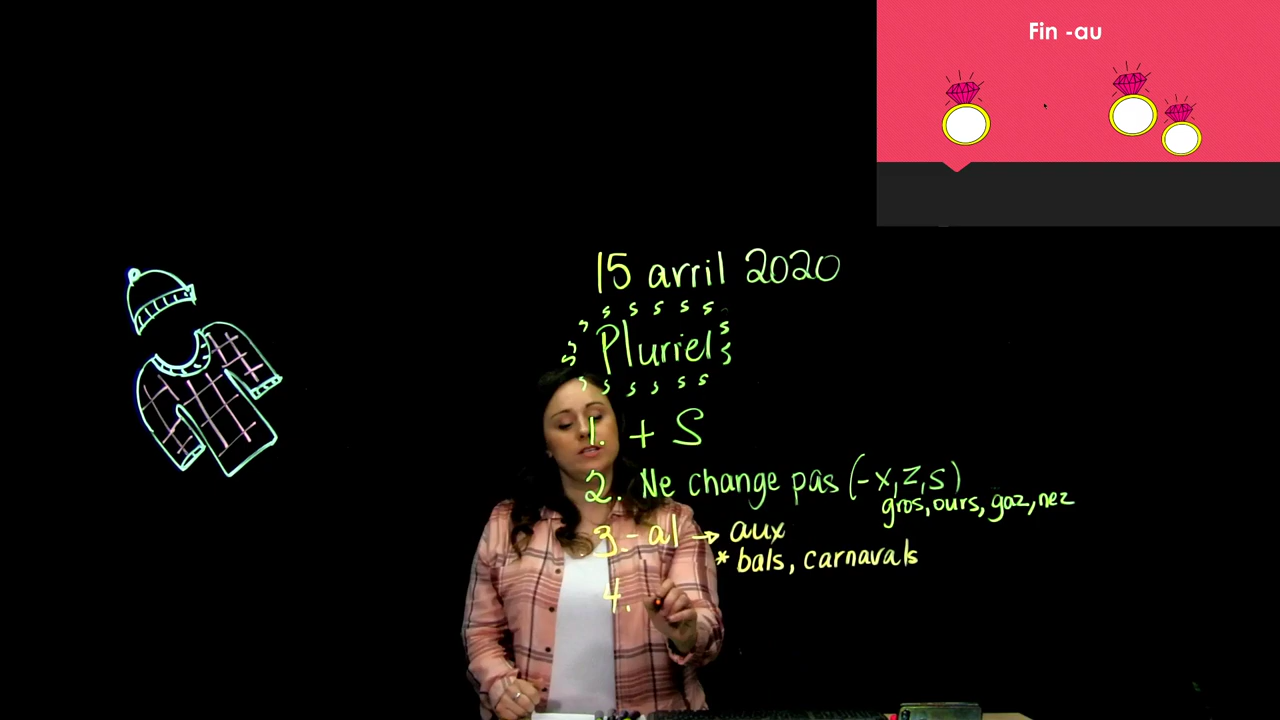 Fin -au
15 avril 2020
s s s s s s s s s s s s s s s s
Pluriel
1. + S
2. Ne change pas (-x, z, s)
gros, ours, gaz, nez
3. -al → aux
* bals, carnavals
4.